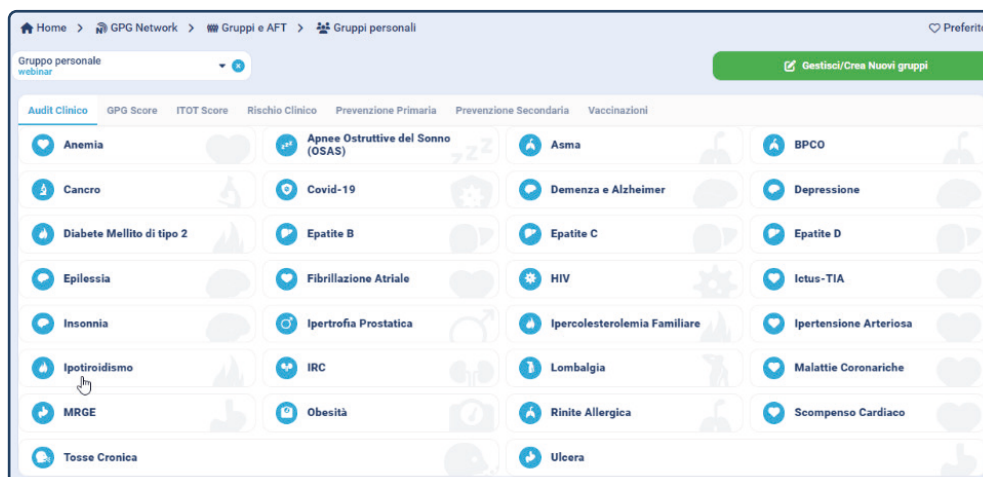 Home > GPG Network > Gruppi e AFT > Gruppi personali
Preferite
Gruppo personale
webinar
Gestisci/Crea Nuovi gruppi
Audit Clinico GPG Score ITOT Score Rischio Clinico Prevenzione Primaria Prevenzione Secondaria Vaccinazioni
Anemia
Apnee Ostruttive del Sonno
(OSAS)
Asma
BPCO
Cancro
Covid-19
Demenza e Alzheimer
Depressione
Diabete Mellito di tipo 2
Epatite B
Epatite C
Epatite D
Epilessia
Fibrillazione Atriale
HIV
Ictus-TIA
Insonnia
Ipertrofia Prostatica
Ipercolesterolemia Familiare
Ipertensione Arteriosa
Ipotiroidismo
IRC
Lombalgia
Malattie Coronariche
MRGE
Obesità
Rinite Allergica
Scompenso Cardiaco
Tosse Cronica
Ulcera